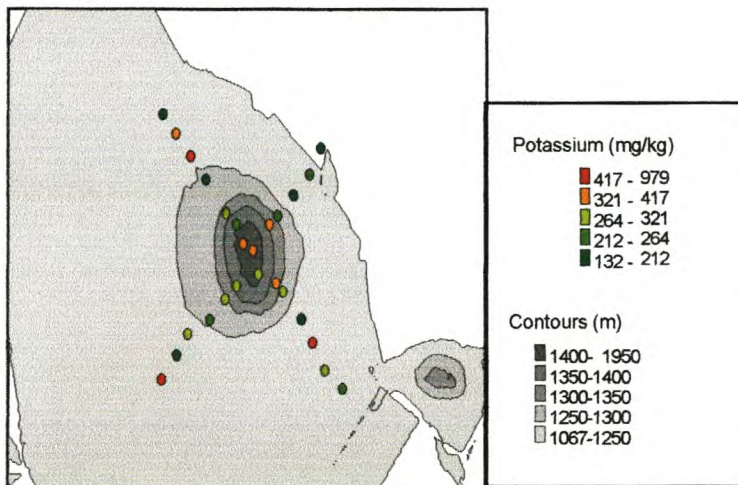 Potassium (mg/kg)
417 - 979
321 - 417
264 - 321
212 - 264
132 - 212
Contours (m)
1400- 1950
1350-1400
1300-1350
1250-1300
1067-1250